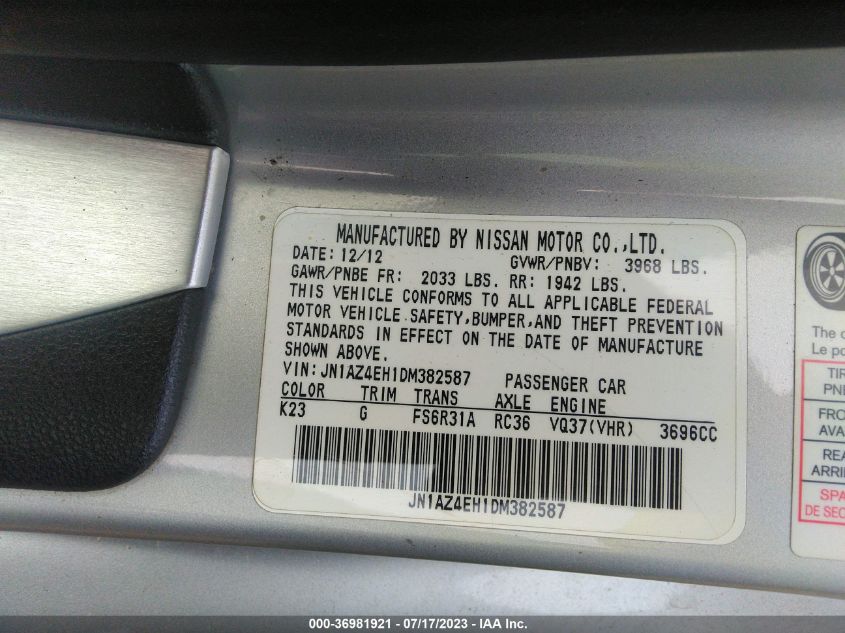 MANUFACTURED BY NISSAN MOTOR CO.,LTD.
DATE: 12/12 GVWR/PNBV: 3968 LBS.
GAWR/PNBE FR: 2033 LBS. RR: 1942 LBS.
THIS VEHICLE CONFORMS TO ALL APPLICABLE FEDERAL
MOTOR VEHICLE SAFETY,BUMPER,AND THEFT PREVENTION
STANDARDS IN EFFECT ON THE DATE OF MANUFACTURE
SHOWN ABOVE.
VIN: JN1AZ4EH1DM382587 PASSENGER CAR
COLOR TRIM TRANS AXLE ENGINE
K23 G FS6R31A RC36 VQ37(VHR) 3696CC
JN1AZ4EH1DM382587
The
Le
TIR
PNE
FRO
AVA
REA
ARRI
SPA
DE SEC
000-36981921 - 07/17/2023 - IAA Inc.